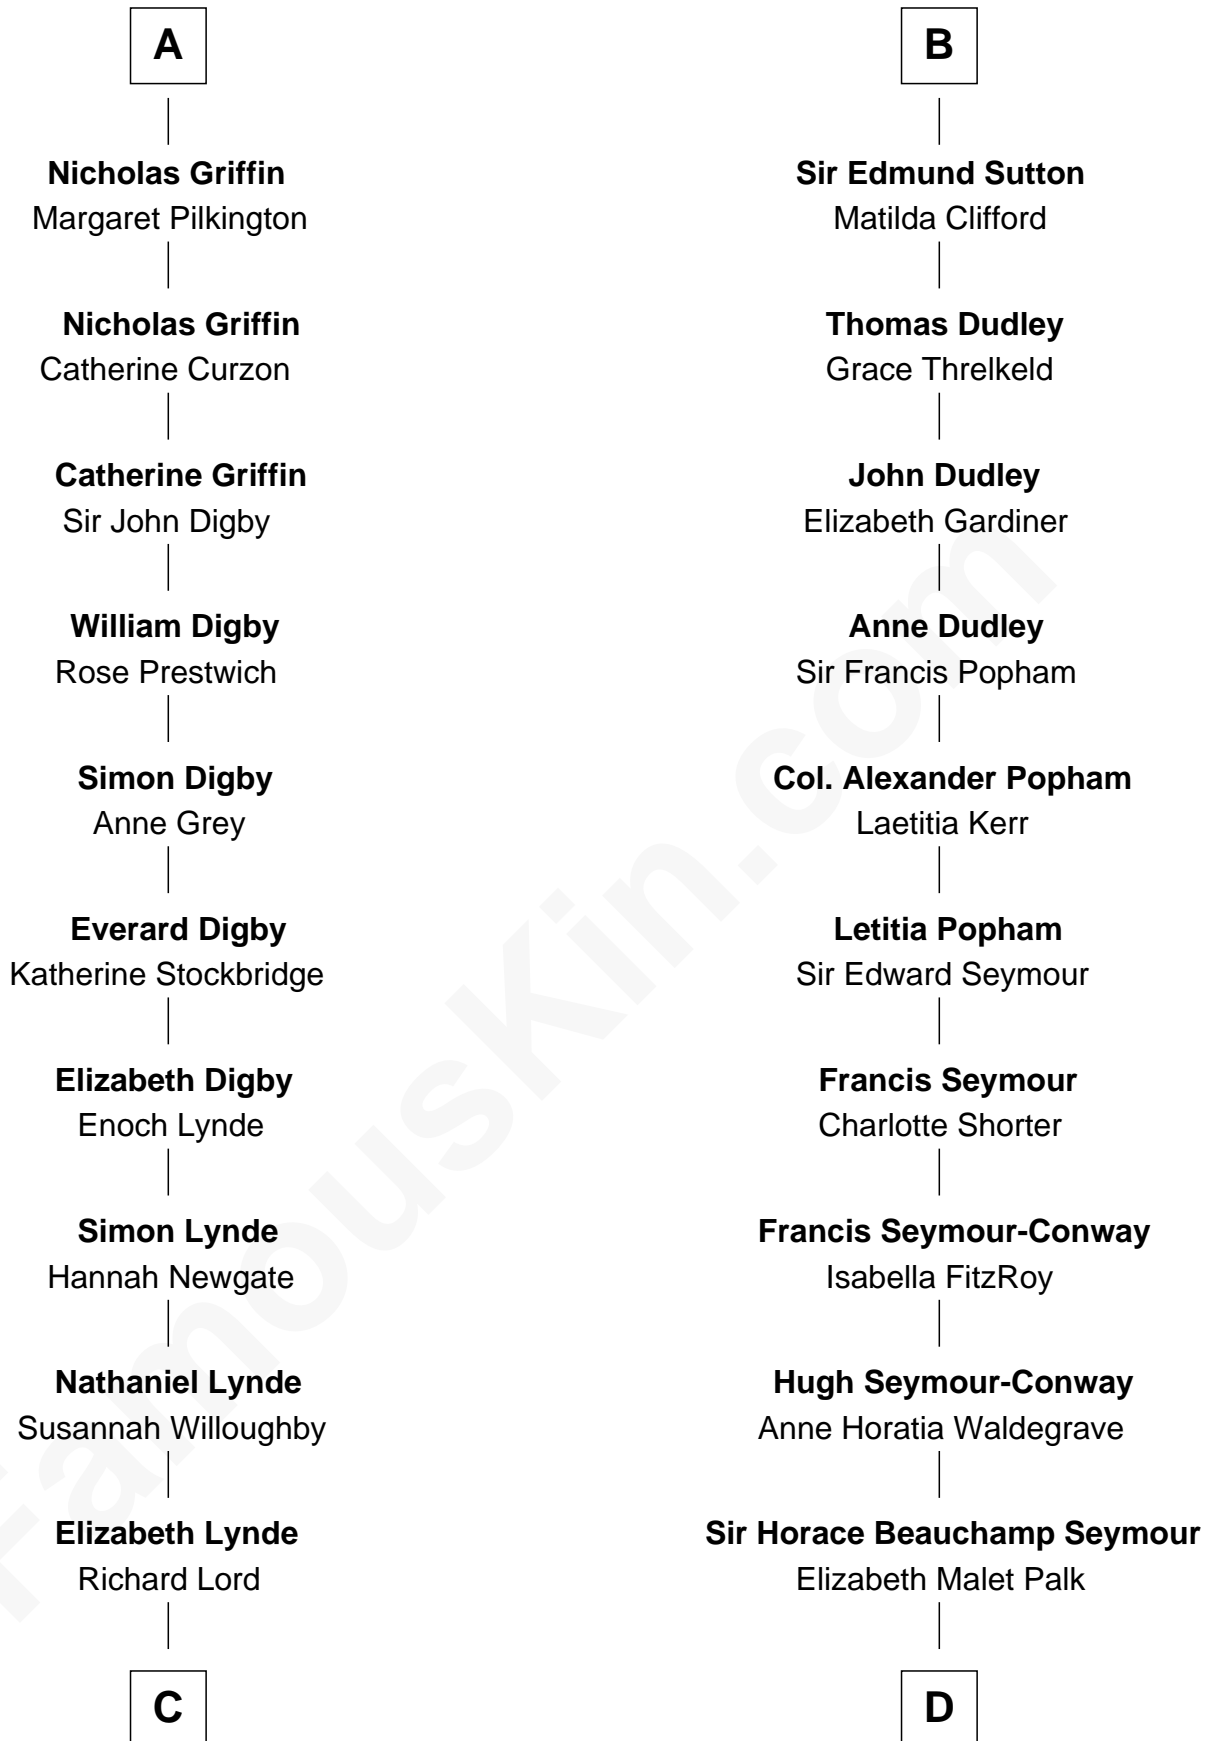 A
Nicholas Griffin
Margaret Pilkington
Nicholas Griffin
Catherine Curzon
Catherine Griffin
Sir John Digby
William Digby
Rose Prestwich
Simon Digby
Anne Grey
Everard Digby
Katherine Stockbridge
Elizabeth Digby
Enoch Lynde
Simon Lynde
Hannah Newgate
Nathaniel Lynde
Susannah Willoughby
Elizabeth Lynde
Richard Lord
C
B
Sir Edmund Sutton
Matilda Clifford
Thomas Dudley
Grace Threlkeld
John Dudley
Elizabeth Gardiner
Anne Dudley
Sir Francis Popham
Col. Alexander Popham
Laetitia Kerr
Letitia Popham
Sir Edward Seymour
Francis Seymour
Charlotte Shorter
Francis Seymour-Conway
Isabella FitzRoy
Hugh Seymour-Conway
Anne Horatia Waldegrave
Sir Horace Beauchamp Seymour
Elizabeth Malet Palk
D
FamousKin.com